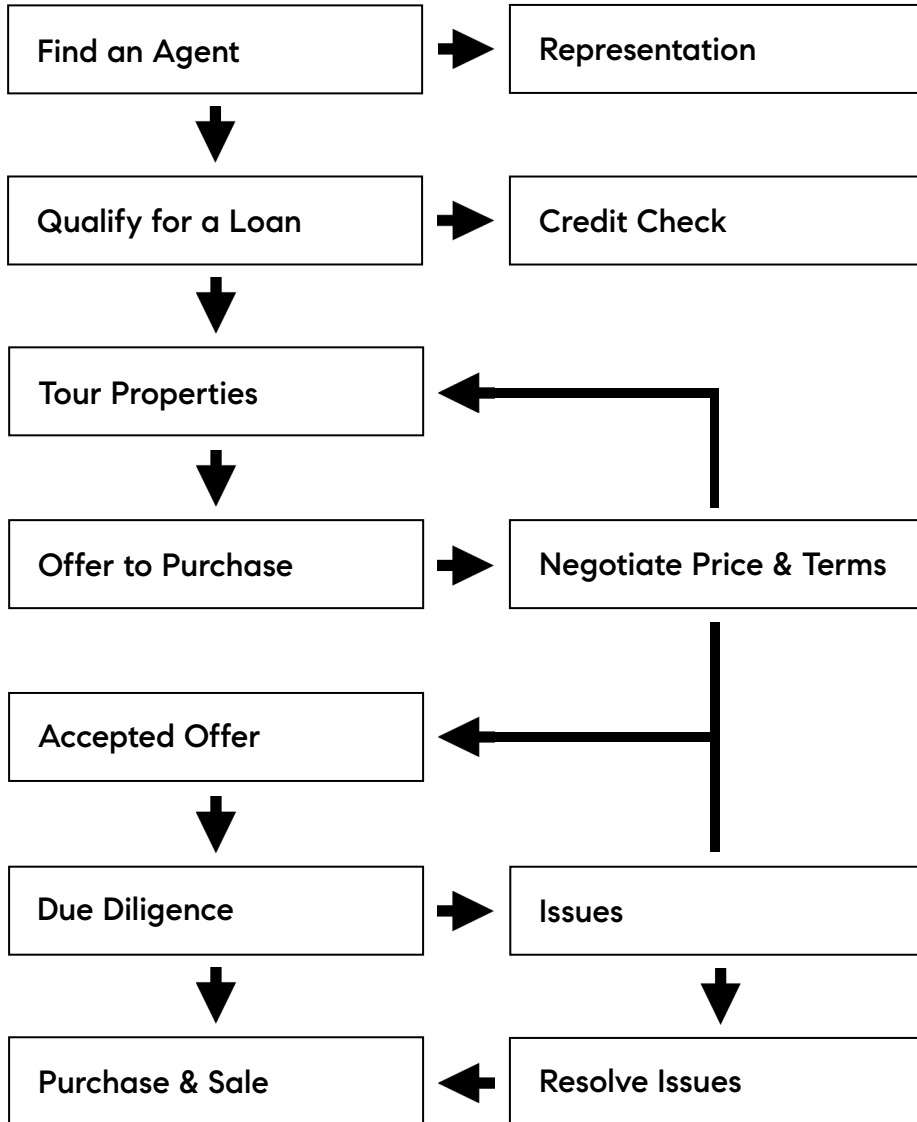 Find an Agent
Representation
Qualify for a Loan
Credit Check
Tour Properties
Offer to Purchase
Negotiate Price & Terms
Accepted Offer
Due Diligence
Issues
Purchase & Sale
Resolve Issues